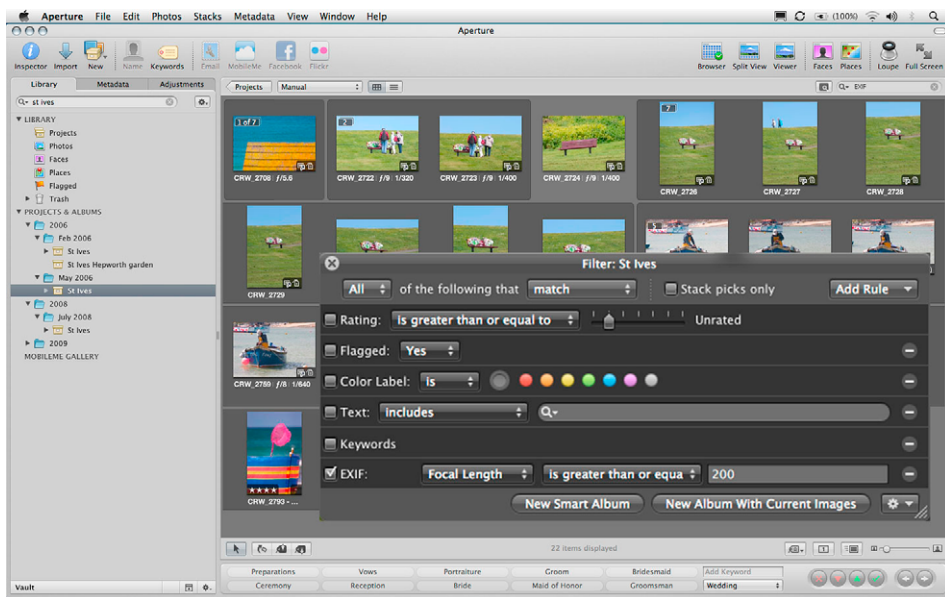 Aperture File Edit Photos Stacks Metadata View Window Help (100%)
Aperture
Inspector Import New Name Keywords Email MobileMe Facebook Flickr Browser Split View Viewer Faces Places Loupe Full Screen
Library Metadata Adjustments
Projects Manual EXIF
st ives
LIBRARY
Projects
Photos
Faces
Places
Flagged
Trash
PROJECTS & ALBUMS
2006
Feb 2006
St Ives
St Ives Hepworth garden
May 2006
St Ives
2008
July 2008
St Ives
2009
MOBILEME GALLERY
3 of 7 2 7
CRW_2708 f/5.6 CRW_2722 f/9 1/320 CRW_2723 f/9 1/400 CRW_2724 f/9 1/400
CRW_2726 CRW_2727 CRW_2728
5
CRW_2729
CRW_2759 f/8 1/640
CRW_2793 - ...
Filter: St Ives
All of the following that match Stack picks only Add Rule
Rating: is greater than or equal to Unrated
Flagged: Yes
Color Label: is
Text: includes
Keywords
EXIF: Focal Length is greater than or equa 200
New Smart Album New Album With Current Images
22 items displayed
Preparations Vows Portraiture Groom Bridesmaid Add Keyword
Ceremony Reception Bride Maid of Honor Groomsman Wedding
Vault